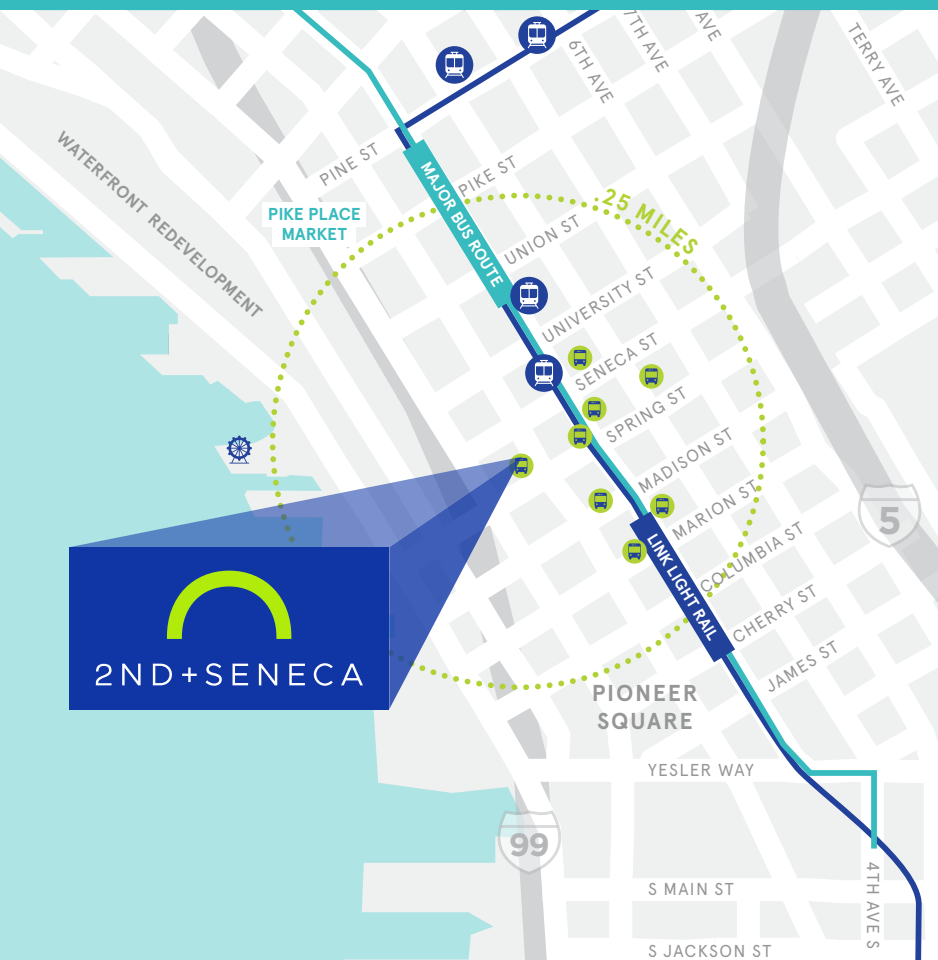 6TH AVE
7TH AVE
AVE
TERRY AVE
WATERFRONT REDEVELOPMENT
PINE ST
MAJOR BUS ROUTE
PIKE ST
PIKE PLACE
MARKET
.25 MILES
UNION ST
UNIVERSITY ST
SENECA ST
SPRING ST
MADISON ST
MARION ST
5
LINK LIGHT RAIL
COLUMBIA ST
CHERRY ST
JAMES ST
2ND+SENECA
PIONEER
SQUARE
YESLER WAY
99
S MAIN ST
4TH AVE S
S JACKSON ST